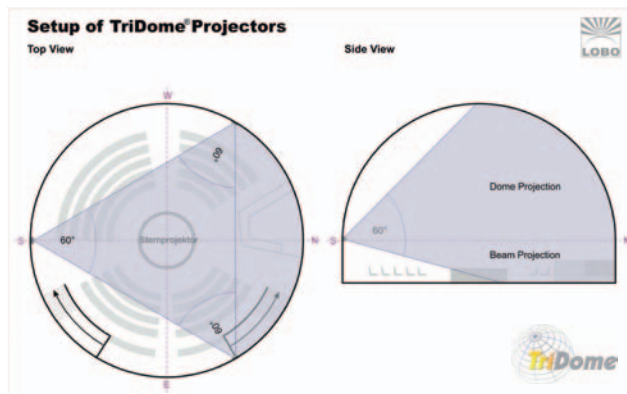 Setup of TriDome® Projectors
Top View
Side View
LOBO
W
60°
Dome Projection
S
60°
Sternprojektor
N
S
60°
N
Beam Projection
60°
E
TriDome